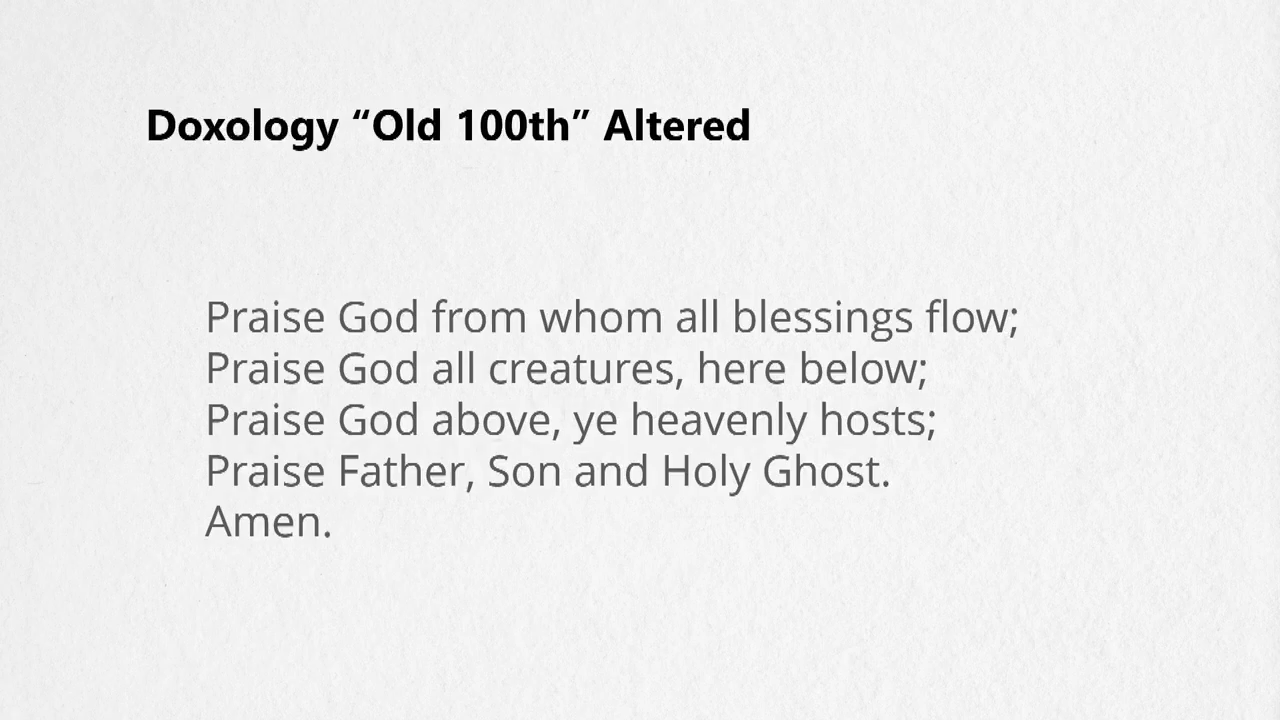 Doxology “Old 100th” Altered
Praise God from whom all blessings flow;
Praise God all creatures, here below;
Praise God above, ye heavenly hosts;
Praise Father, Son and Holy Ghost.
Amen.